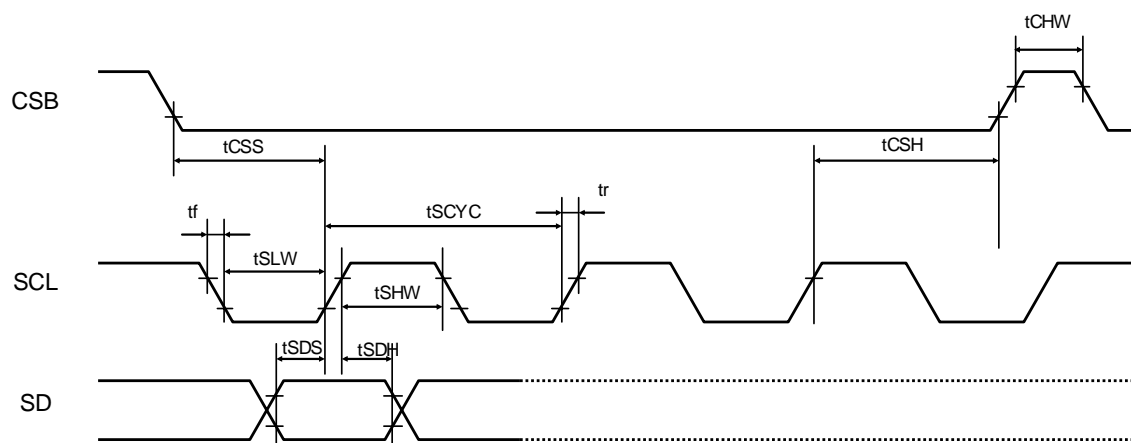 tCHW
CSB
tCSS
tCSH
tr
tf
tSCYC
tSLW
SCL
tSHW
tSDS
tSDH
SD